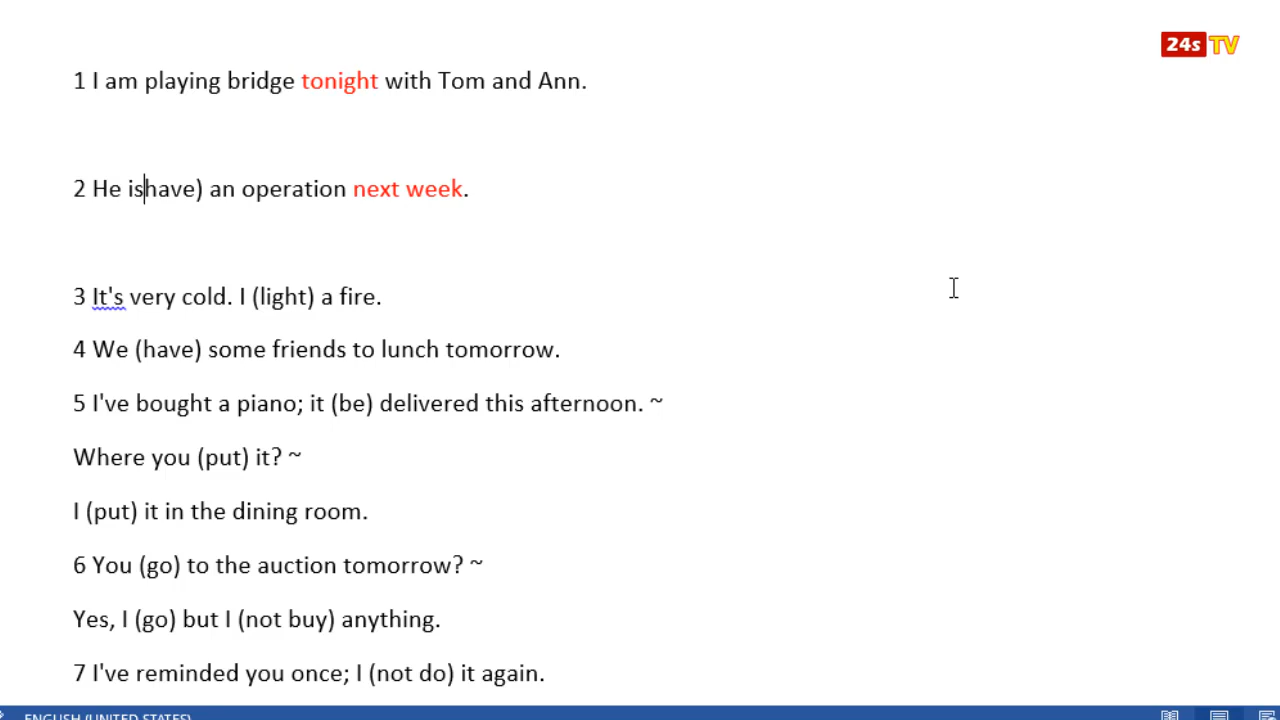 24s TV
1 I am playing bridge tonight with Tom and Ann.
2 He ishave) an operation next week.
3 It's very cold. I (light) a fire.
4 We (have) some friends to lunch tomorrow.
5 I've bought a piano; it (be) delivered this afternoon. ~
Where you (put) it? ~
I (put) it in the dining room.
6 You (go) to the auction tomorrow? ~
Yes, I (go) but I (not buy) anything.
7 I've reminded you once; I (not do) it again.
ENGLISH (UNITED STATES)